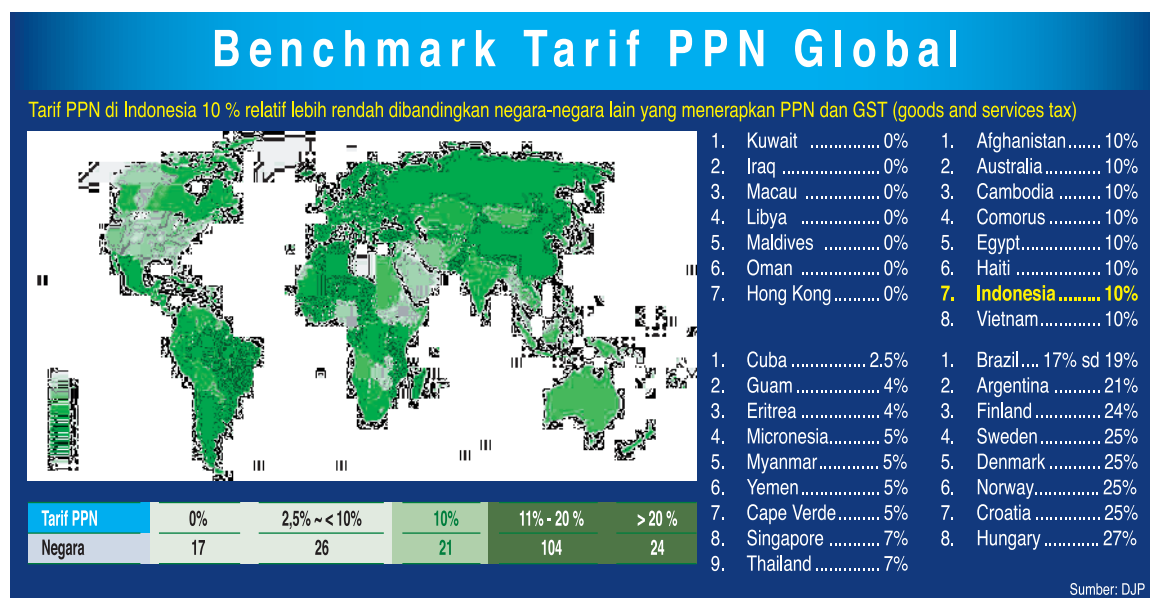 Benchmark Tarif PPN Global
Tarif PPN di Indonesia 10 % relatif lebih rendah dibandingkan negara-negara lain yang menerapkan PPN dan GST (goods and services tax)
1. Kuwait .............. 0%
2. Iraq .................... 0%
3. Macau ............... 0%
4. Libya ................. 0%
5. Maldives ........... 0%
6. Oman ................ 0%
7. Hong Kong ......... 0%
1. Afghanistan ....... 10%
2. Australia ............ 10%
3. Cambodia ......... 10%
4. Comorus ........... 10%
5. Egypt ................. 10%
6. Haiti .................. 10%
7. Indonesia ......... 10%
8. Vietnam ............. 10%
1. Cuba ................. 2.5%
2. Guam .................. 4%
3. Eritrea ................. 4%
4. Micronesia .......... 5%
5. Myanmar ............. 5%
6. Yemen ................. 5%
7. Cape Verde ......... 5%
8. Singapore ........... 7%
9. Thailand .............. 7%
1. Brazil .... 17% sd 19%
2. Argentina ........... 21%
3. Finland .............. 24%
4. Sweden ............. 25%
5. Denmark ........... 25%
6. Norway .............. 25%
7. Croatia .............. 25%
8. Hungary ............ 27%
Tarif PPN 0% 2,5% ~ < 10% 10% 11% - 20 % > 20 %
Negara 17 26 21 104 24
Sumber: DJP